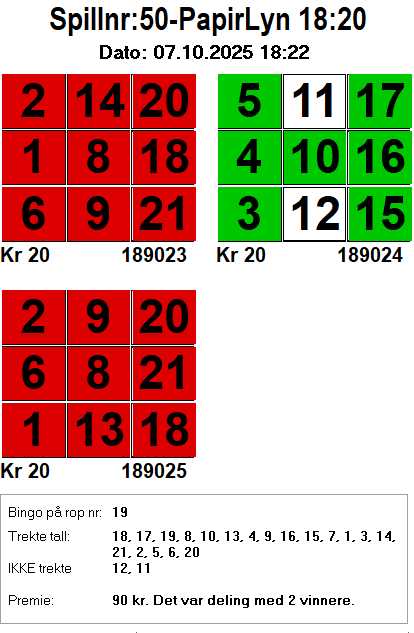 Spillnr:50-PapirLyn 18:20
Dato: 07.10.2025 18:22
2 14 20 5 11 17
1 8 18 4 10 16
6 9 21 3 12 15
Kr 20 189023 Kr 20 189024
2 9 20
6 8 21
1 13 18
Kr 20 189025
Bingo på rop nr: 19
Trekte tall: 18, 17, 19, 8, 10, 13, 4, 9, 16, 15, 7, 1, 3, 14,
21, 2, 5, 6, 20
IKKE trekte 12, 11
Premie: 90 kr. Det var deling med 2 vinnere.